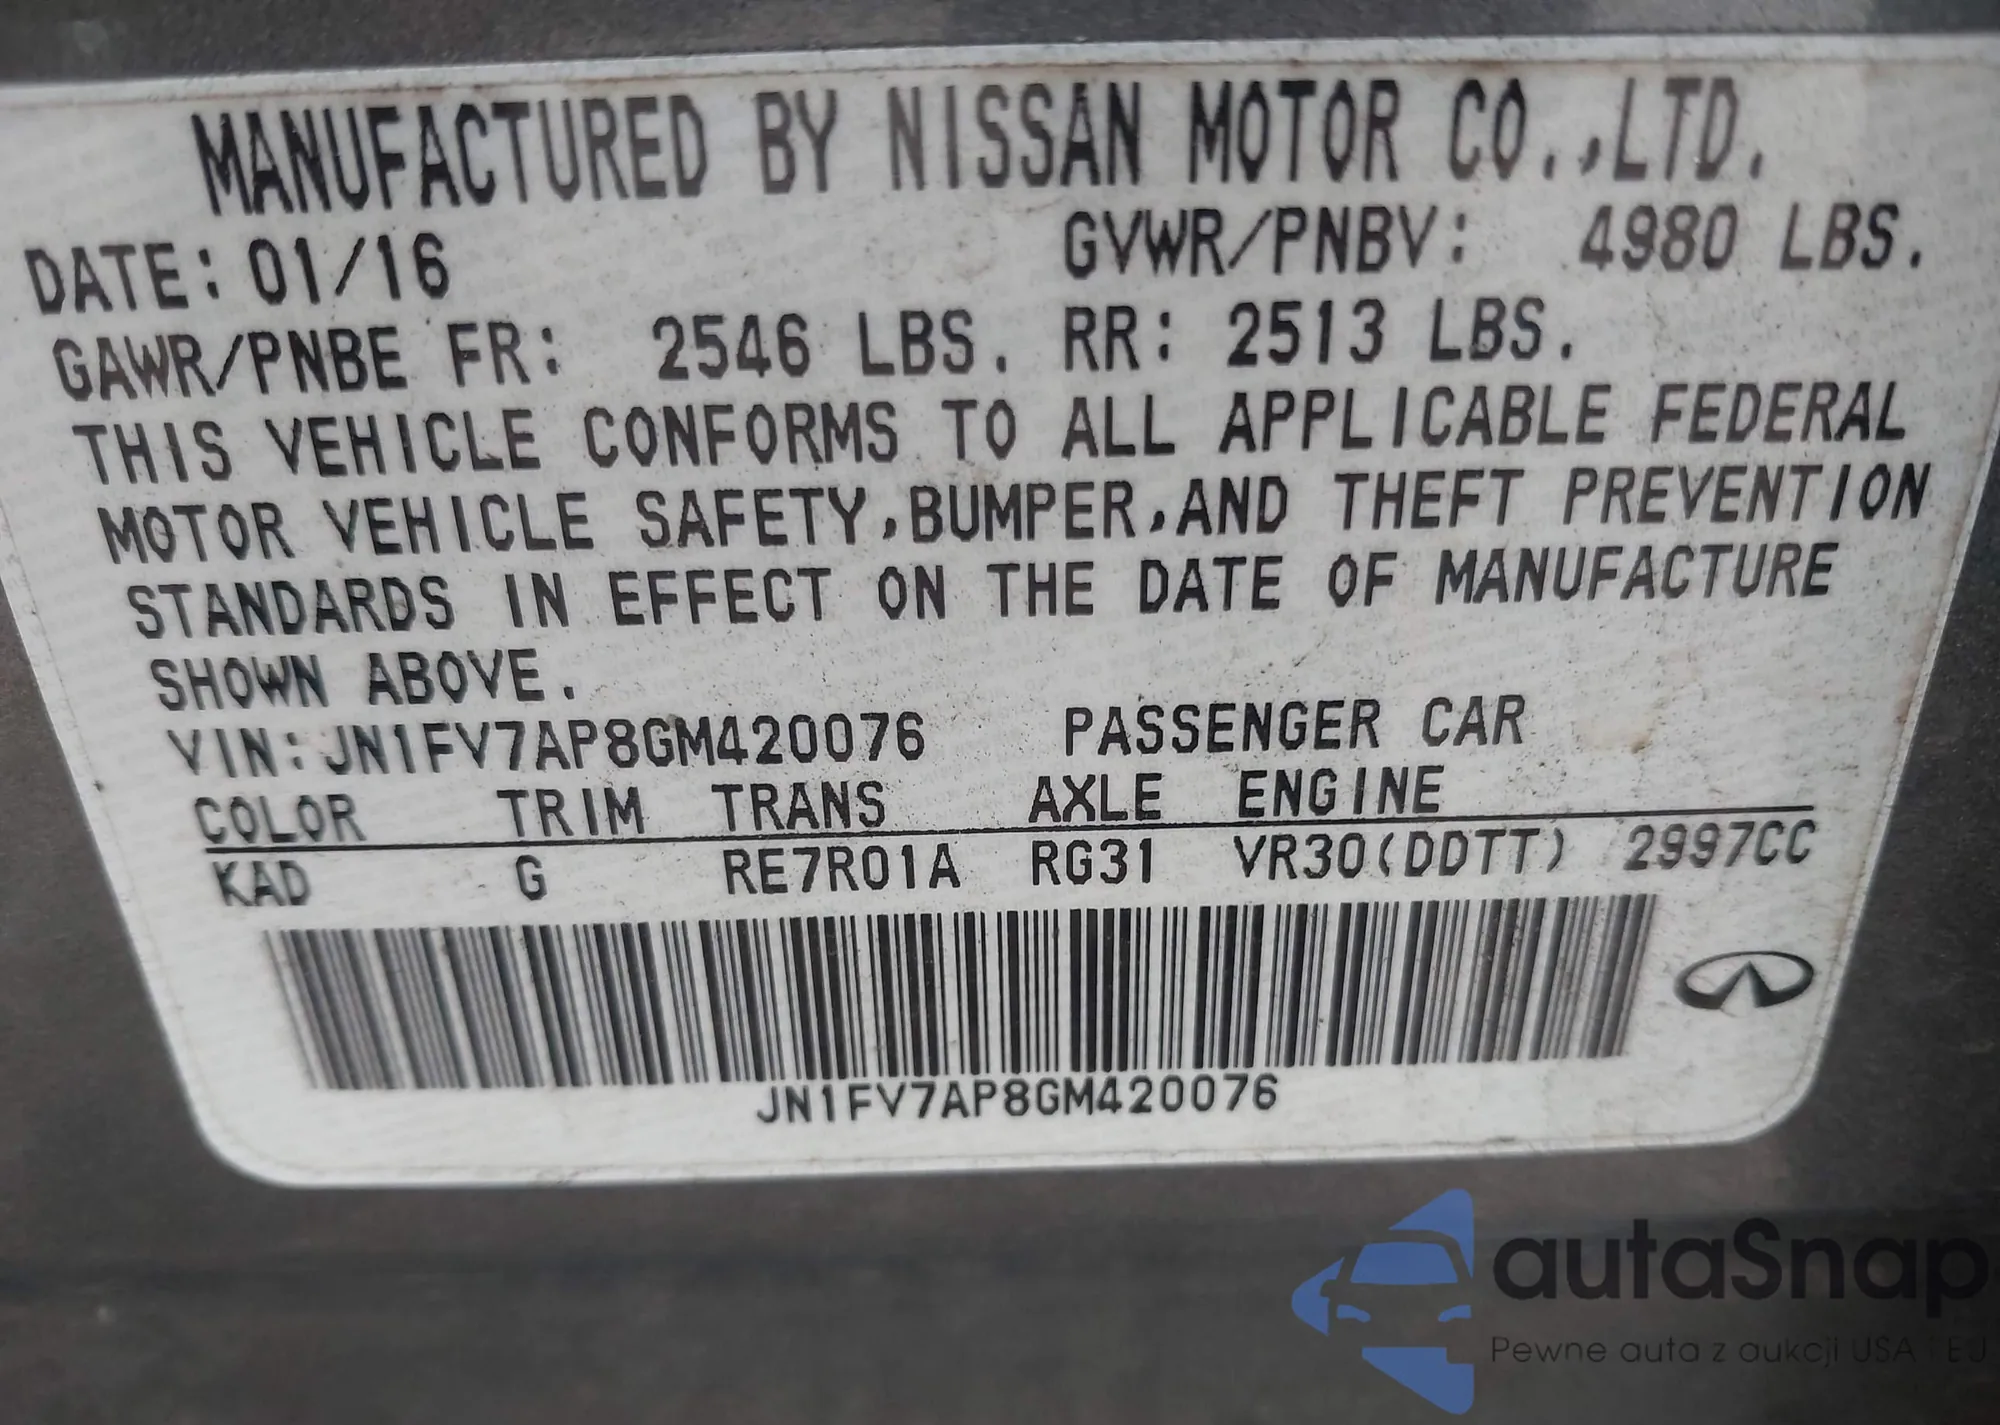 MANUFACTURED BY NISSAN MOTOR CO.,LTD.
DATE: 01/16 GVWR/PNBV: 4980 LBS.
GAWR/PNBE FR: 2546 LBS. RR: 2513 LBS.
THIS VEHICLE CONFORMS TO ALL APPLICABLE FEDERAL
MOTOR VEHICLE SAFETY,BUMPER,AND THEFT PREVENTION
STANDARDS IN EFFECT ON THE DATE OF MANUFACTURE
SHOWN ABOVE.
VIN:JN1FV7AP8GM420076 PASSENGER CAR
COLOR TRIM TRANS AXLE ENGINE
KAD G RE7R01A RG31 VR30(DDTT) 2997CC
JN1FV7AP8GM420076
autaSnap
Pewne auta z aukcji USA i EU